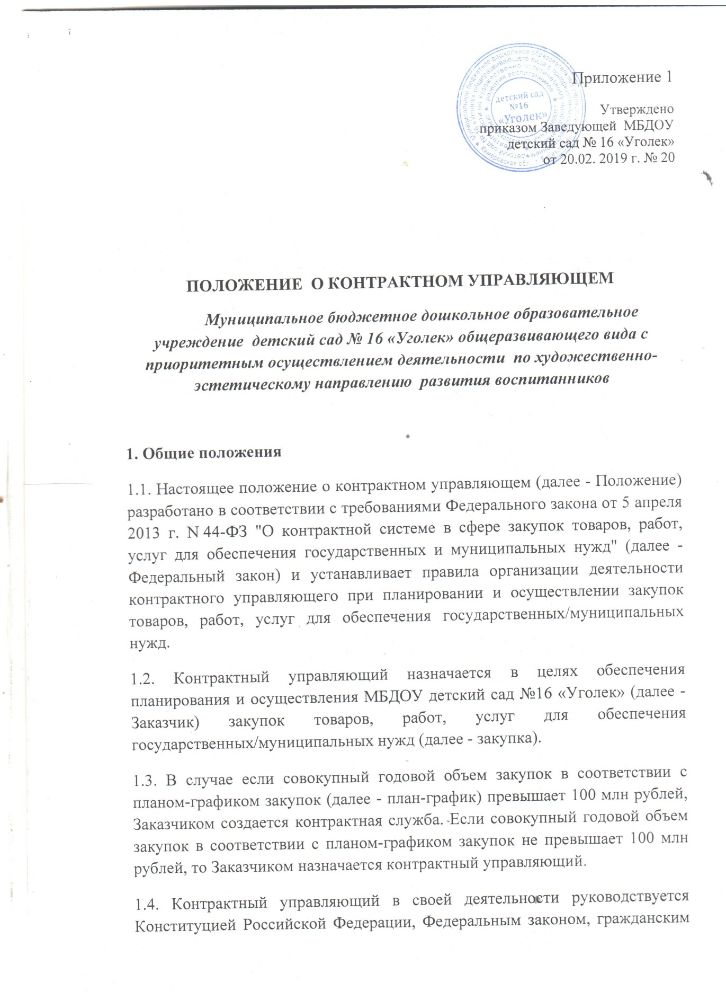 Приложение 1
Утверждено
приказом Заведующей МБДОУ
детский сад № 16 «Уголек»
от 20.02. 2019 г. № 20
детский сад
№16
«Уголек»
ПОЛОЖЕНИЕ О КОНТРАКТНОМ УПРАВЛЯЮЩЕМ
Муниципальное бюджетное дошкольное образовательное
учреждение детский сад № 16 «Уголек» общеразвивающего вида с
приоритетным осуществлением деятельности по художественно-
эстетическому направлению развития воспитанников
1. Общие положения
1.1. Настоящее положение о контрактном управляющем (далее - Положение)
разработано в соответствии с требованиями Федерального закона от 5 апреля
2013 г. N 44-ФЗ "О контрактной системе в сфере закупок товаров, работ,
услуг для обеспечения государственных и муниципальных нужд" (далее -
Федеральный закон) и устанавливает правила организации деятельности
контрактного управляющего при планировании и осуществлении закупок
товаров, работ, услуг для обеспечения государственных/муниципальных
нужд.
1.2. Контрактный управляющий назначается в целях обеспечения
планирования и осуществления МБДОУ детский сад №16 «Уголек» (далее -
Заказчик) закупок товаров, работ, услуг для обеспечения
государственных/муниципальных нужд (далее - закупка).
1.3. В случае если совокупный годовой объем закупок в соответствии с
планом-графиком закупок (далее - план-график) превышает 100 млн рублей,
Заказчиком создается контрактная служба. Если совокупный годовой объем
закупок в соответствии с планом-графиком закупок не превышает 100 млн
рублей, то Заказчиком назначается контрактный управляющий.
1.4. Контрактный управляющий в своей деятельности руководствуется
Конституцией Российской Федерации, Федеральным законом, гражданским